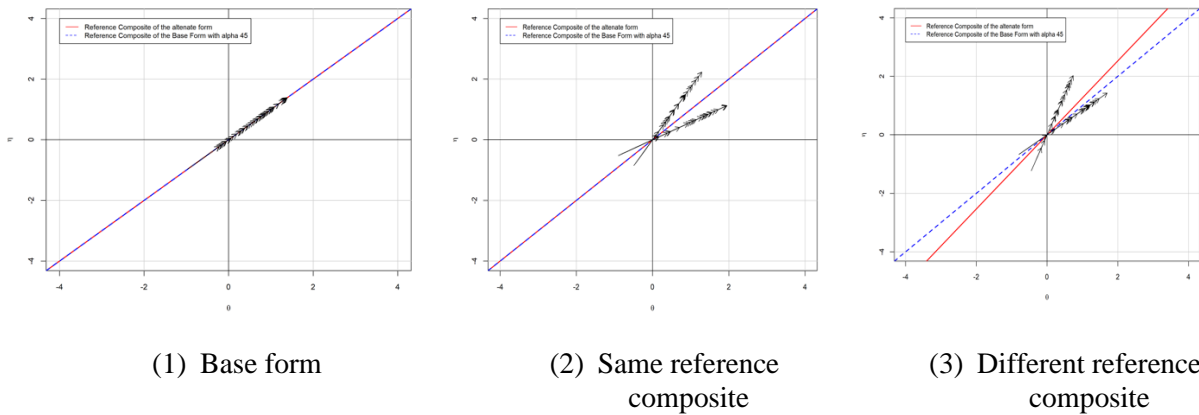 Reference Composite of the altenate form
Reference Composite of the Base Form with alpha 45
4
2
0
-2
-4
η
-4
-2
0
2
4
θ
(1) Base form
Reference Composite of the altenate form
Reference Composite of the Base Form with alpha 45
4
2
0
-2
-4
η
-4
-2
0
2
4
θ
(2) Same reference
composite
Reference Composite of the altenate form
Reference Composite of the Base Form with alpha 45
4
2
0
-2
-4
η
-4
-2
0
2
4
θ
(3) Different reference
composite